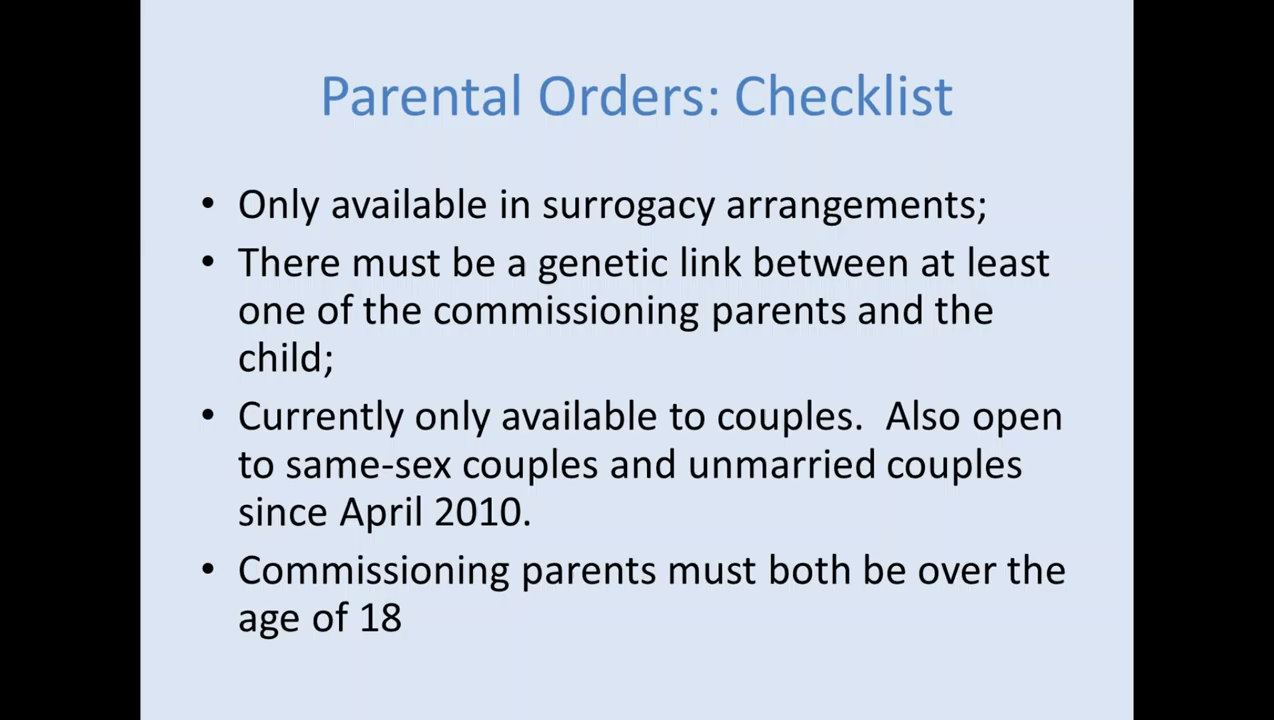 Parental Orders: Checklist
• Only available in surrogacy arrangements;
• There must be a genetic link between at least
one of the commissioning parents and the
child;
• Currently only available to couples.  Also open
to same-sex couples and unmarried couples
since April 2010.
• Commissioning parents must both be over the
age of 18